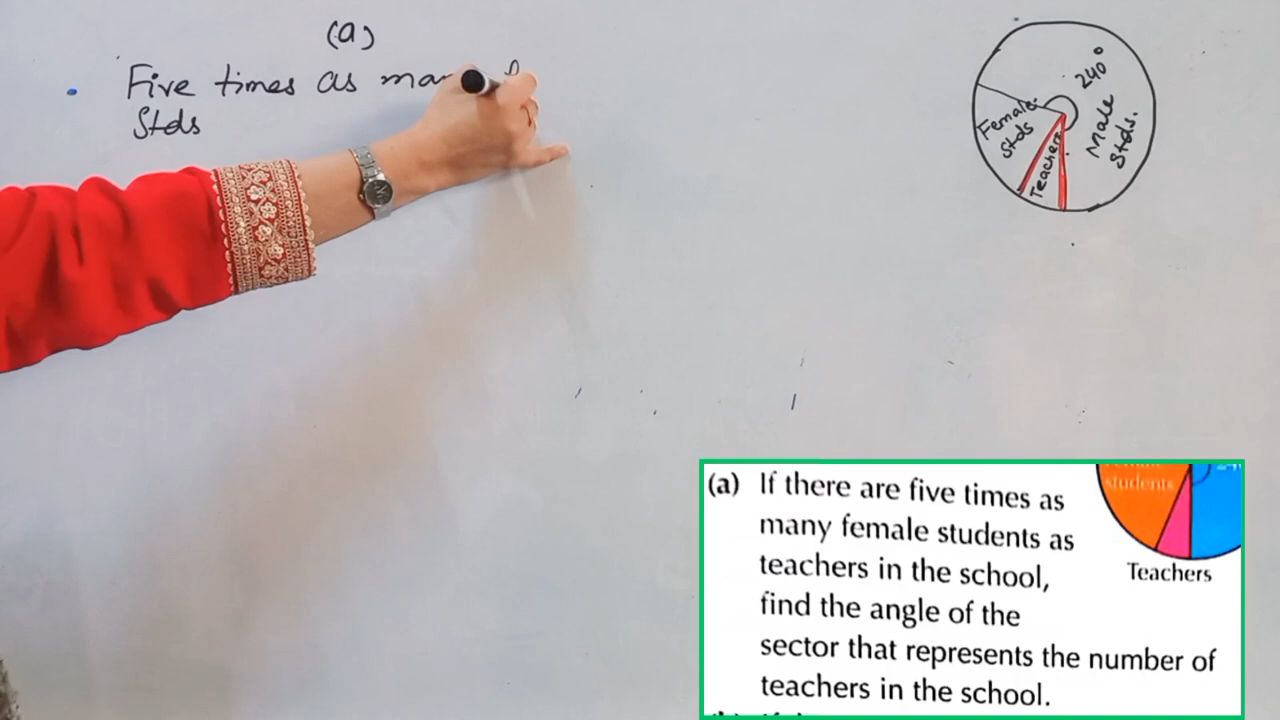 (a)
Five times as
Stds
240°
Male
Stds.
Female
Stds
Teachers
students
Teachers
(a) If there are five times as
many female students as
teachers in the school,
find the angle of the
sector that represents the number of
teachers in the school.